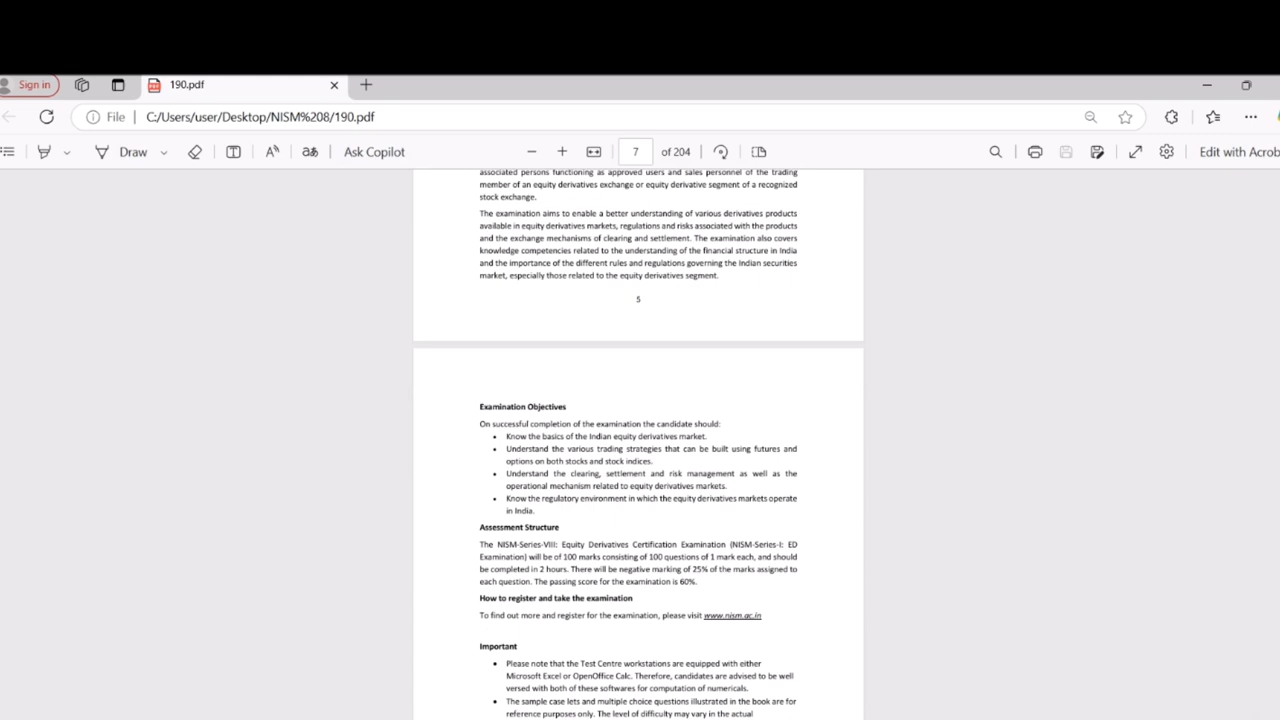 Sign in
190.pdf
File
C:/Users/user/Desktop/NISM%208/190.pdf
Draw
Ask Copilot
7 of 204
Edit with Acrob
associated persons functioning as approved users and sales personnel of the trading
member of an equity derivatives exchange or equity derivative segment of a recognized
stock exchange.
The examination aims to enable a better understanding of various derivatives products
available in equity derivatives markets, regulations and risks associated with the products
and the exchange mechanisms of clearing and settlement. The examination also covers
knowledge competencies related to the understanding of the financial structure in India
and the importance of the different rules and regulations governing the Indian securities
market, especially those related to the equity derivatives segment.
5
Examination Objectives
On successful completion of the examination the candidate should:
• Know the basics of the Indian equity derivatives market.
• Understand the various trading strategies that can be built using futures and
options on both stocks and stock indices.
• Understand the clearing, settlement and risk management as well as the
operational mechanism related to equity derivatives markets.
• Know the regulatory environment in which the equity derivatives markets operate
in India.
Assessment Structure
The NISM-Series-VIII: Equity Derivatives Certification Examination (NISM-Series-I: ED
Examination) will be of 100 marks consisting of 100 questions of 1 mark each, and should
be completed in 2 hours. There will be negative marking of 25% of the marks assigned to
each question. The passing score for the examination is 60%.
How to register and take the examination
To find out more and register for the examination, please visit www.nism.ac.in
Important
• Please note that the Test Centre workstations are equipped with either
Microsoft Excel or OpenOffice Calc. Therefore, candidates are advised to be well
versed with both of these softwares for computation of numericals.
• The sample case lets and multiple choice questions illustrated in the book are for
reference purposes only. The level of difficulty may vary in the actual